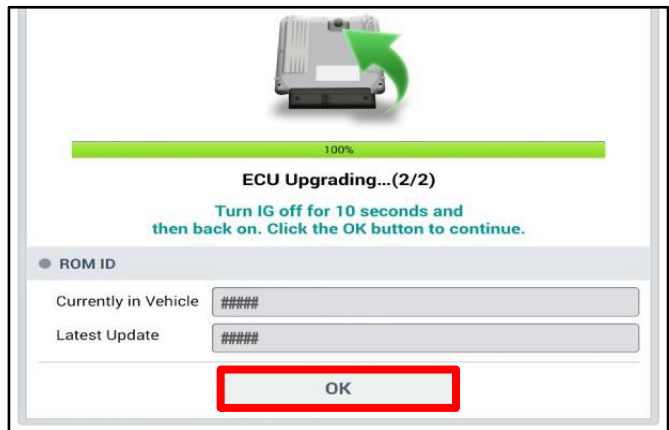 100%
ECU Upgrading...(2/2)
Turn IG off for 10 seconds and
then back on. Click the OK button to continue.
ROM ID
Currently in Vehicle #####
Latest Update #####
OK